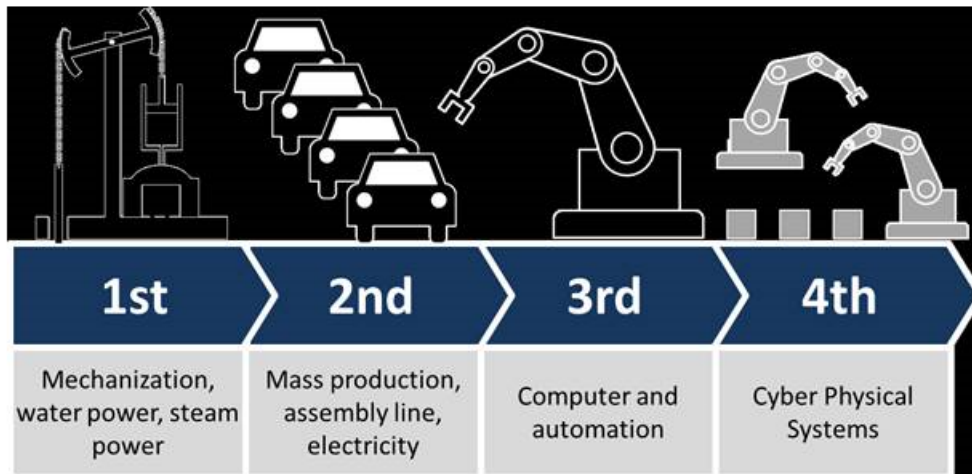 1st
2nd
3rd
4th
Mechanization,
water power, steam
power
Mass production,
assembly line,
electricity
Computer and
automation
Cyber Physical
Systems